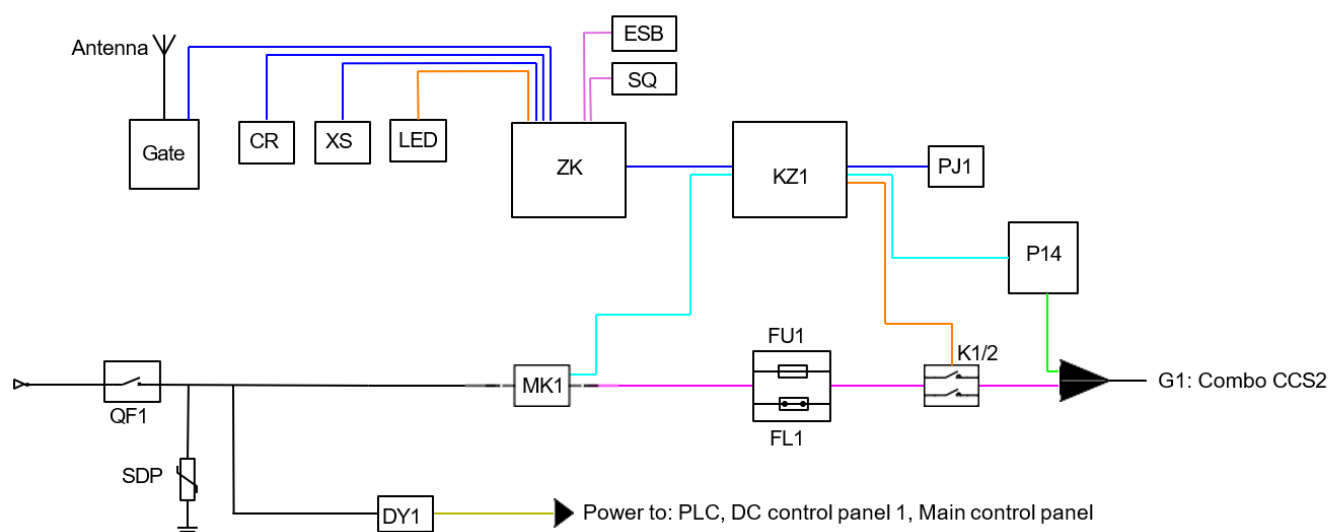 ESB
Antenna
SQ
CR
XS
LED
Gate
ZK
KZ1
PJ1
P14
FU1
K1/2
MK1
G1: Combo CCS2
QF1
FL1
SDP
DY1
Power to: PLC, DC control panel 1, Main control panel